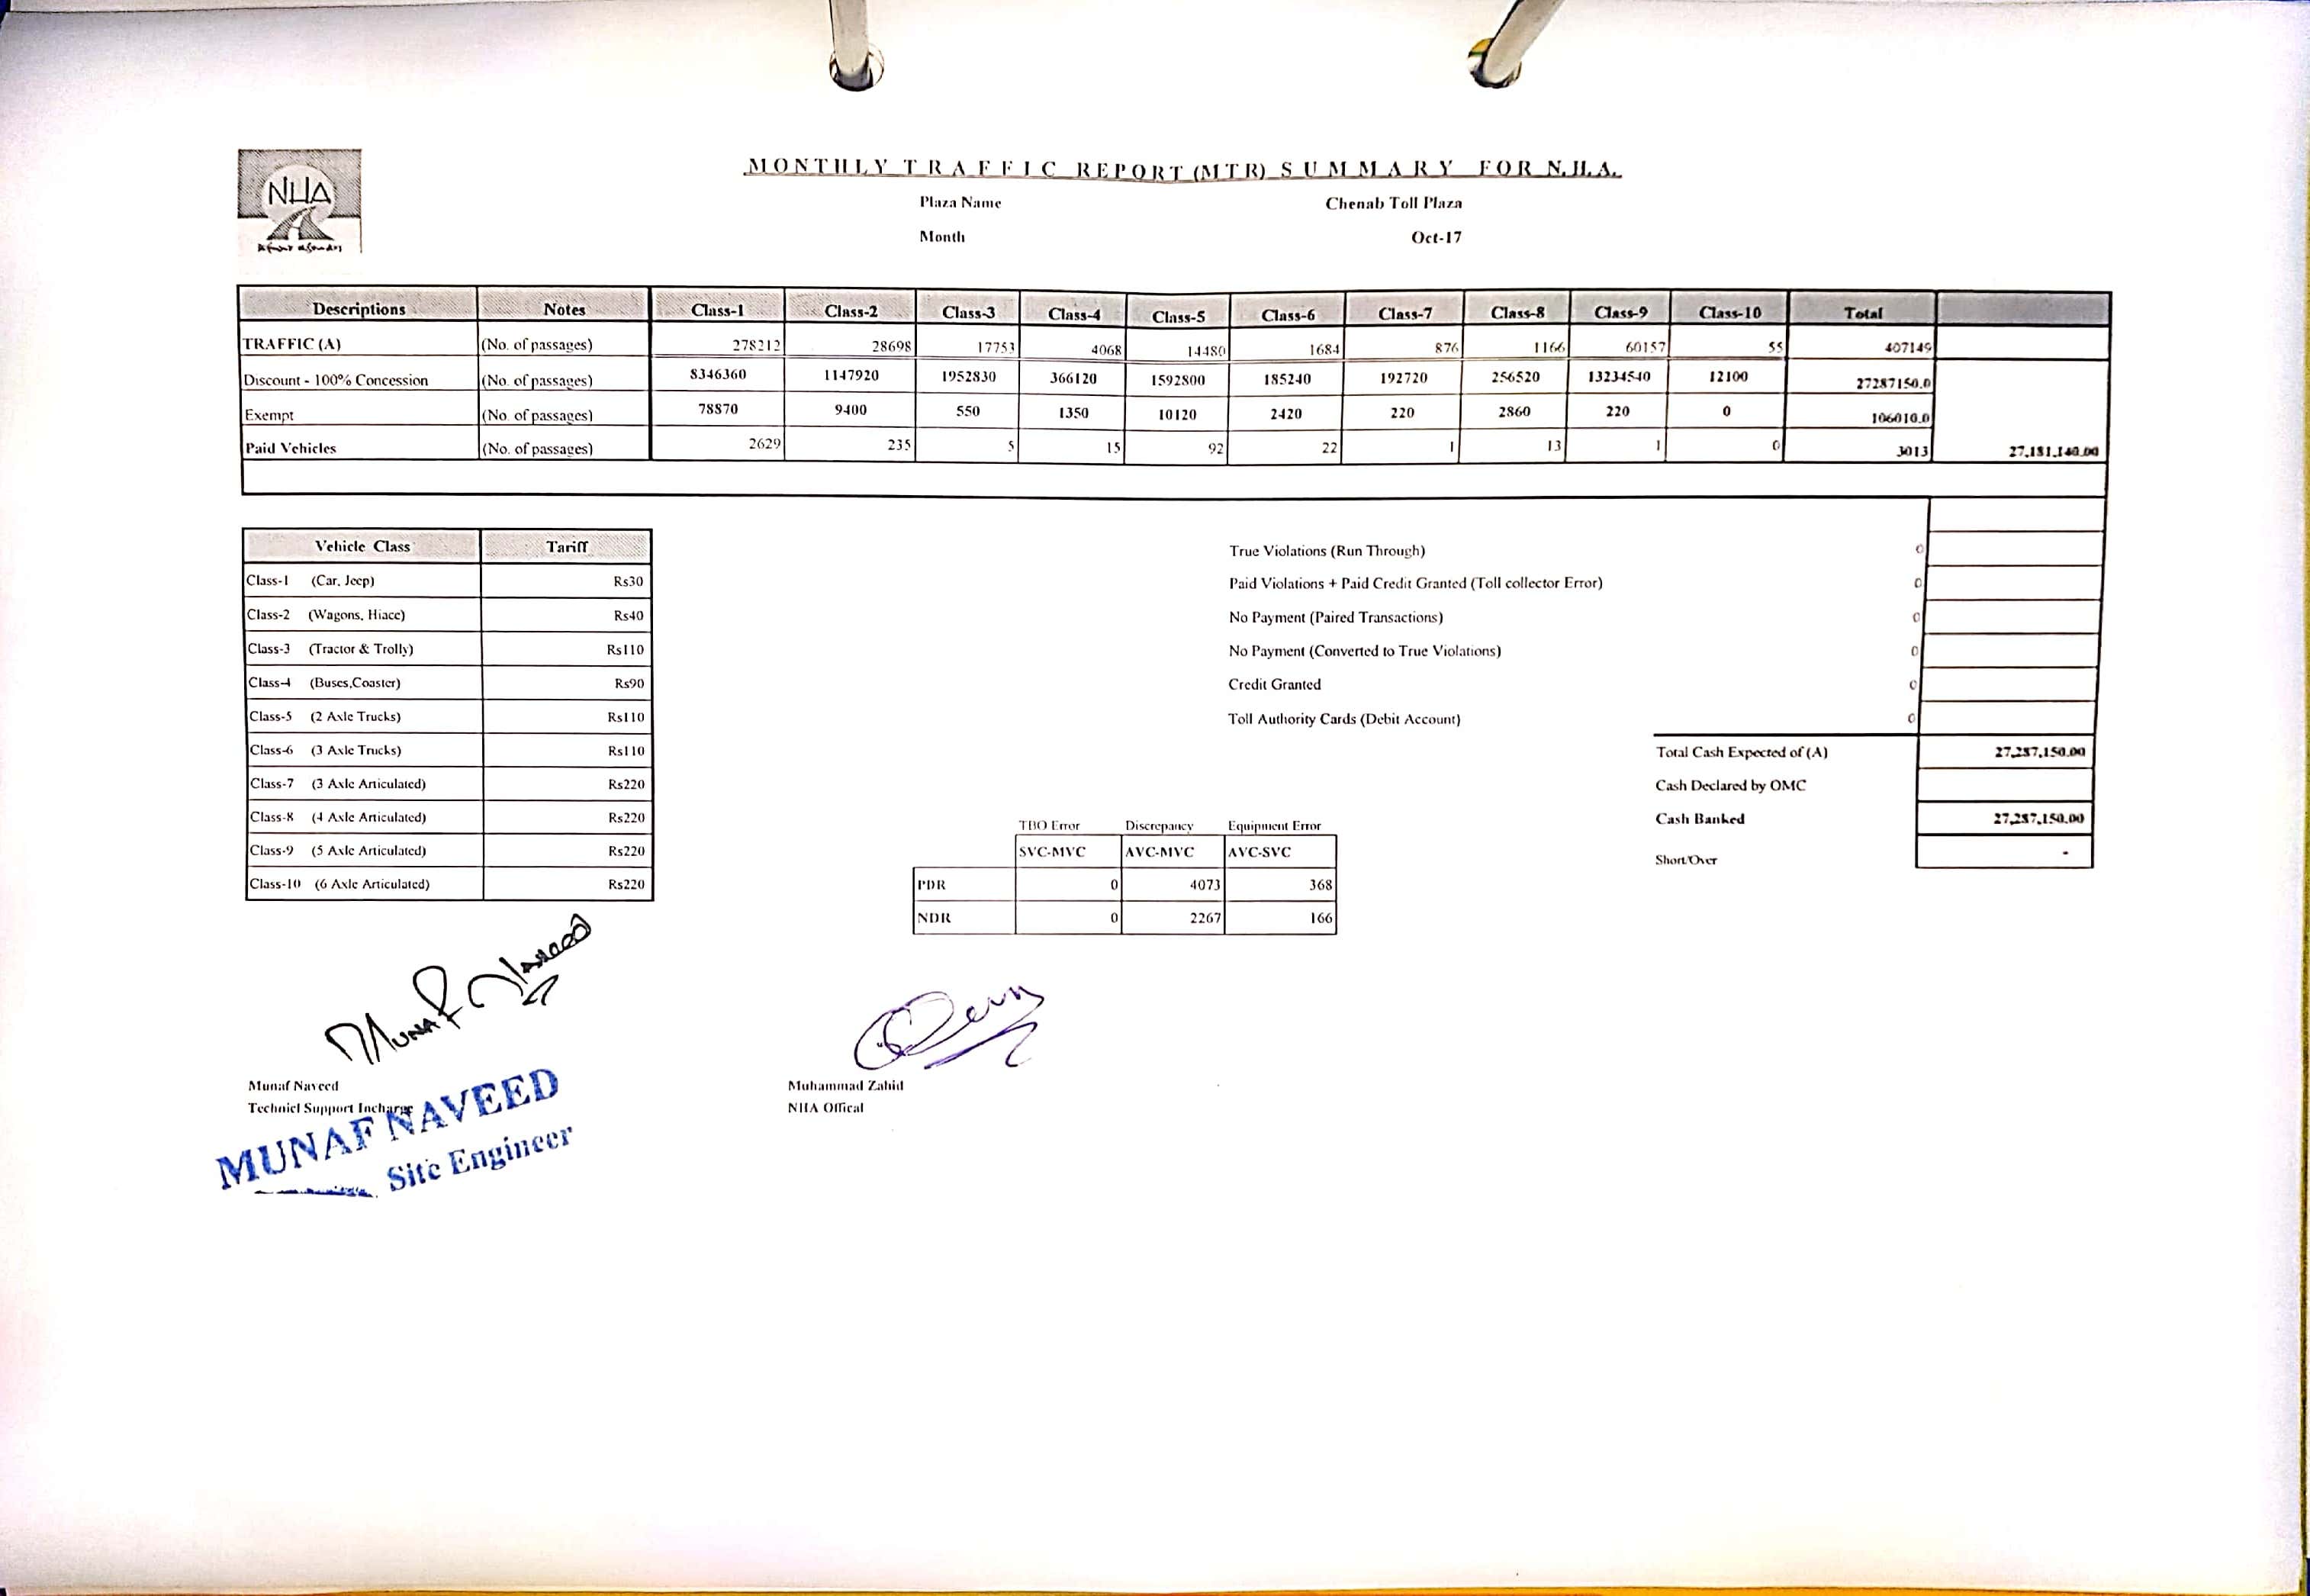 NHA
MONTHLY TRAFFIC REPORT (MTR) SUMMARY FOR N.H.A.
Plaza Name Chenab Toll Plaza
Month Oct-17
Descriptions Notes Class-1 Class-2 Class-3 Class-4 Class-5 Class-6 Class-7 Class-8 Class-9 Class-10 Total
TRAFFIC (A) (No. of passages) 278212 28698 17753 4068 14480 1684 876 1166 60157 55 407149
Discount - 100% Concession (No. of passages) 8346360 1147920 1952830 366120 1592800 185240 192720 256520 13234540 12100 27287150.0
Exempt (No. of passages) 78870 9400 550 1350 10120 2420 220 2860 220 0 106010.0
Paid Vehicles (No. of passages) 2629 235 5 15 92 22 1 13 1 0 3013 27,181,140.00
Vehicle Class Tariff
Class-1 (Car, Jeep) Rs30
Class-2 (Wagons, Hiace) Rs40
Class-3 (Tractor & Trolly) Rs110
Class-4 (Buses,Coaster) Rs90
Class-5 (2 Axle Trucks) Rs110
Class-6 (3 Axle Trucks) Rs110
Class-7 (3 Axle Articulated) Rs220
Class-8 (4 Axle Articulated) Rs220
Class-9 (5 Axle Articulated) Rs220
Class-10 (6 Axle Articulated) Rs220
True Violations (Run Through) 0
Paid Violations + Paid Credit Granted (Toll collector Error) 0
No Payment (Paired Transactions) 0
No Payment (Converted to True Violations) 0
Credit Granted 0
Toll Authority Cards (Debit Account) 0
Total Cash Expected of (A) 27,287,150.00
Cash Declared by OMC
Cash Banked 27,287,150.00
Short/Over -
TBO Error Discrepancy Equipment Error
SVC-MVC AVC-MVC AVC-SVC
PDR 0 4073 368
NDR 0 2267 166
Munaf Naveed
Munaf Naveed
Techniel Support Incharge
MUNAF NAVEED
Site Engineer
Muhammad Zahid
NHA Offical